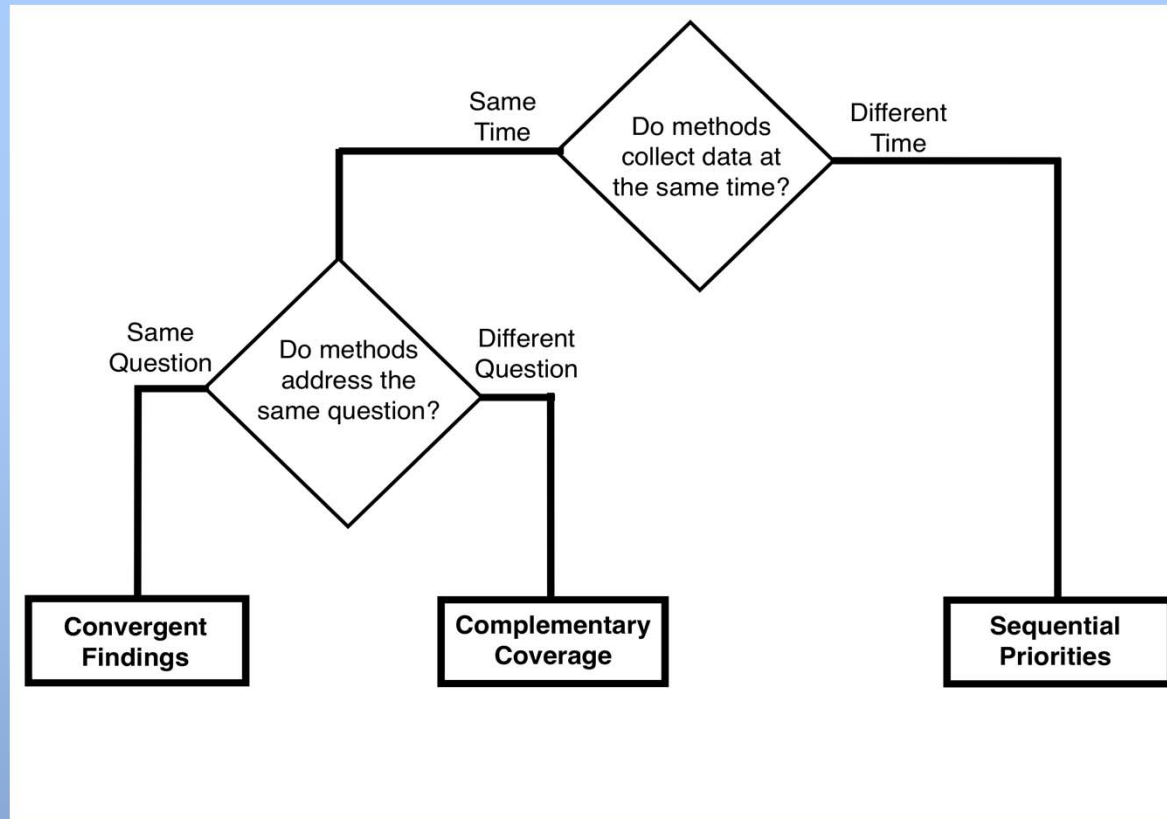 Same
Time
Do methods
collect data at
the same time?
Different
Time
Same
Question
Do methods
address the
same question?
Different
Question
Convergent
Findings
Complementary
Coverage
Sequential
Priorities